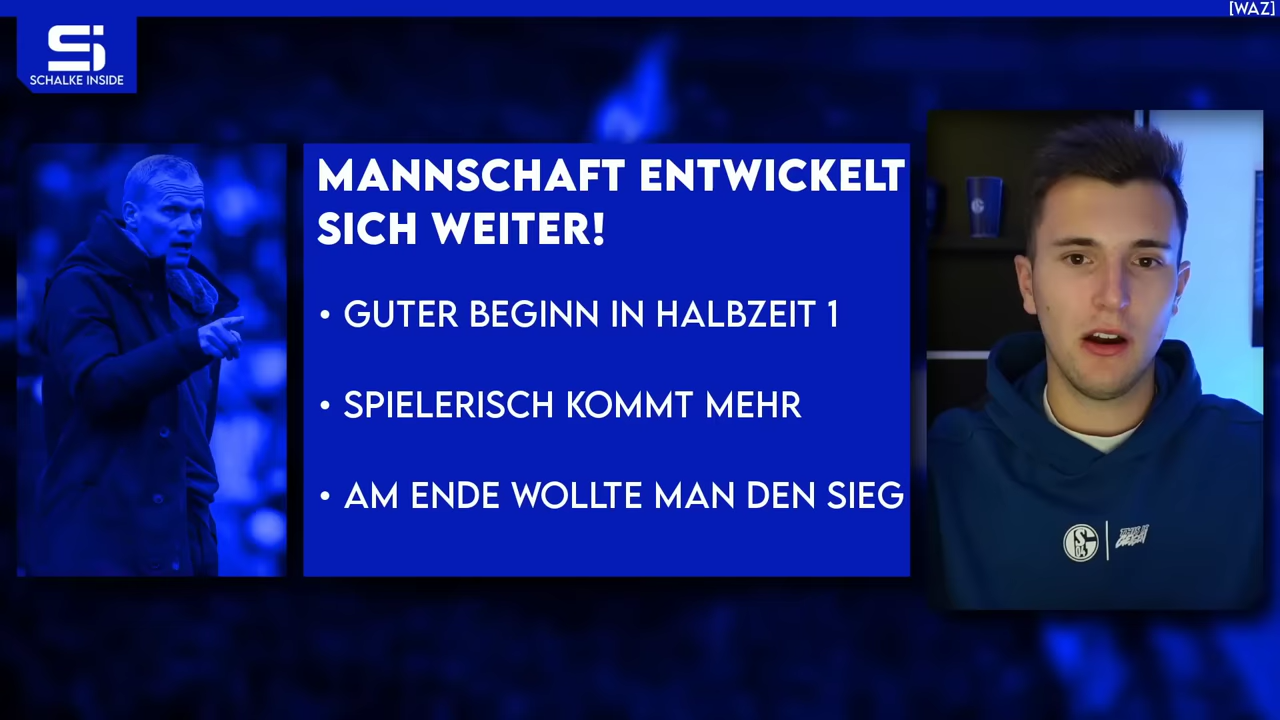 [WAZ]
SCHALKE INSIDE
MANNSCHAFT ENTWICKELT
SICH WEITER!
• GUTER BEGINN IN HALBZEIT 1
• SPIELERISCH KOMMT MEHR
• AM ENDE WOLLTE MAN DEN SIEG